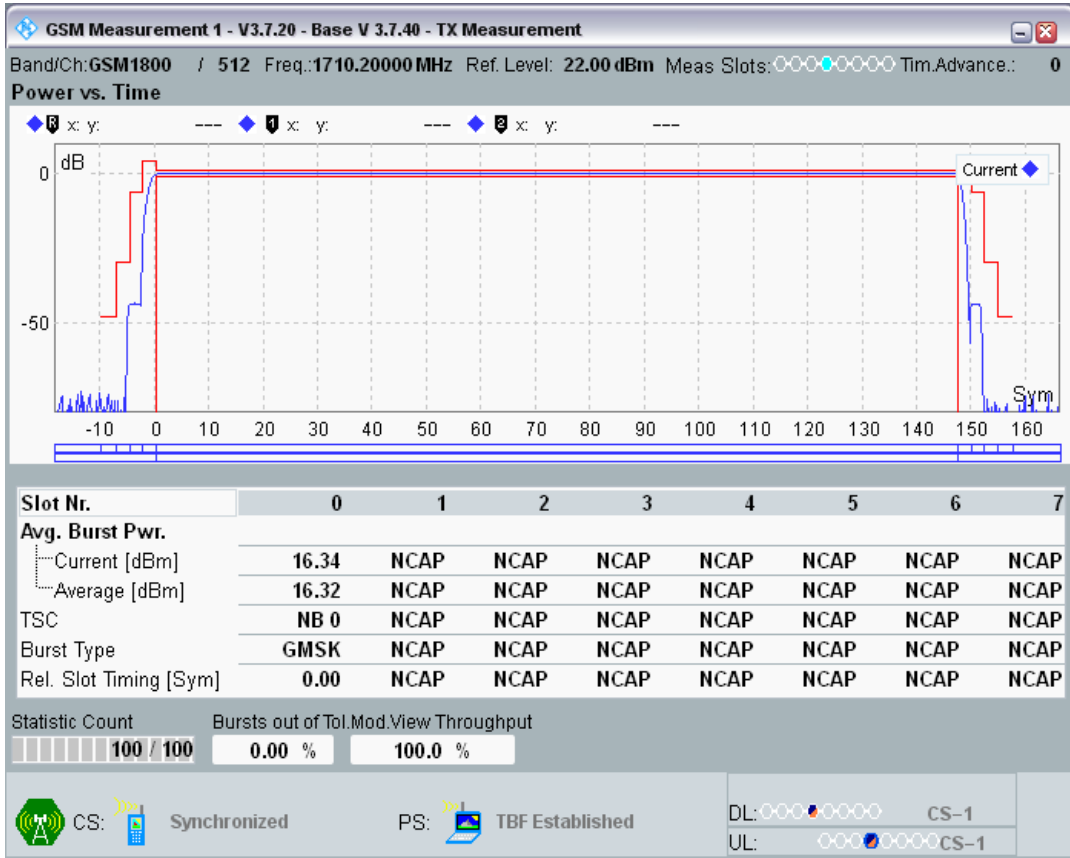 GSM Measurement 1 - V3.7.20 - Base V 3.7.40 - TX Measurement
Band/Ch:GSM1800 / 512 Freq.:1710.20000 MHz Ref. Level: 22.00 dBm Meas Slots: Tim.Advance.: 0
Power vs. Time
R x: y: --- 1 x: y: --- 2 x: y: ---
dB
Current
0
-50
Sym
-10 0 10 20 30 40 50 60 70 80 90 100 110 120 130 140 150 160
Slot Nr. 0 1 2 3 4 5 6 7
Avg. Burst Pwr.
Current [dBm] 16.34 NCAP NCAP NCAP NCAP NCAP NCAP NCAP
Average [dBm] 16.32 NCAP NCAP NCAP NCAP NCAP NCAP NCAP
TSC NB 0 NCAP NCAP NCAP NCAP NCAP NCAP NCAP
Burst Type GMSK NCAP NCAP NCAP NCAP NCAP NCAP NCAP
Rel. Slot Timing [Sym] 0.00 NCAP NCAP NCAP NCAP NCAP NCAP NCAP
Statistic Count Bursts out of Tol.Mod.View Throughput
100 / 100 0.00 % 100.0 %
CS: Synchronized PS: TBF Established DL: CS-1
UL: CS-1